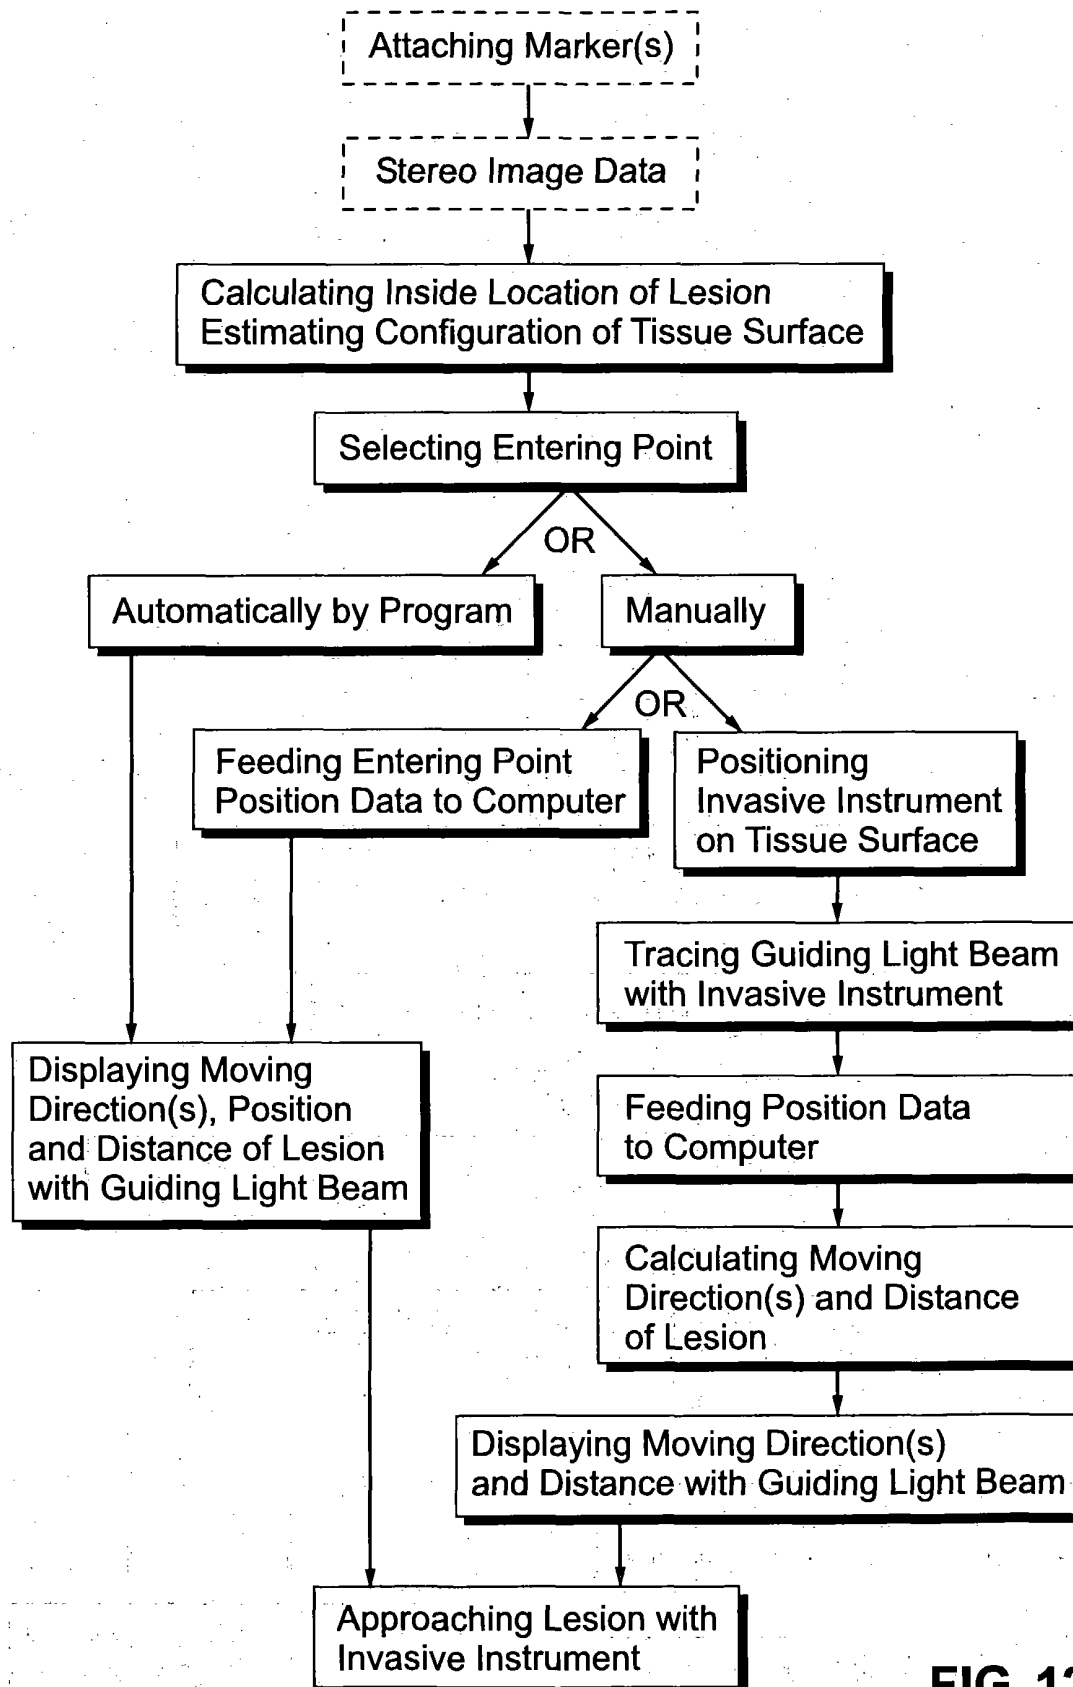 Attaching Marker(s)
Stereo Image Data
Calculating Inside Location of Lesion
Estimating Configuration of Tissue Surface
Selecting Entering Point
OR
Automatically by Program
Manually
OR
Feeding Entering Point
Position Data to Computer
Positioning
Invasive Instrument
on Tissue Surface
Tracing Guiding Light Beam
with Invasive Instrument
Feeding Position Data
to Computer
Displaying Moving
Direction(s), Position
and Distance of Lesion
with Guiding Light Beam
Calculating Moving
Direction(s) and Distance
of Lesion
Displaying Moving Direction(s)
and Distance with Guiding Light Beam
Approaching Lesion with
Invasive Instrument
FIG